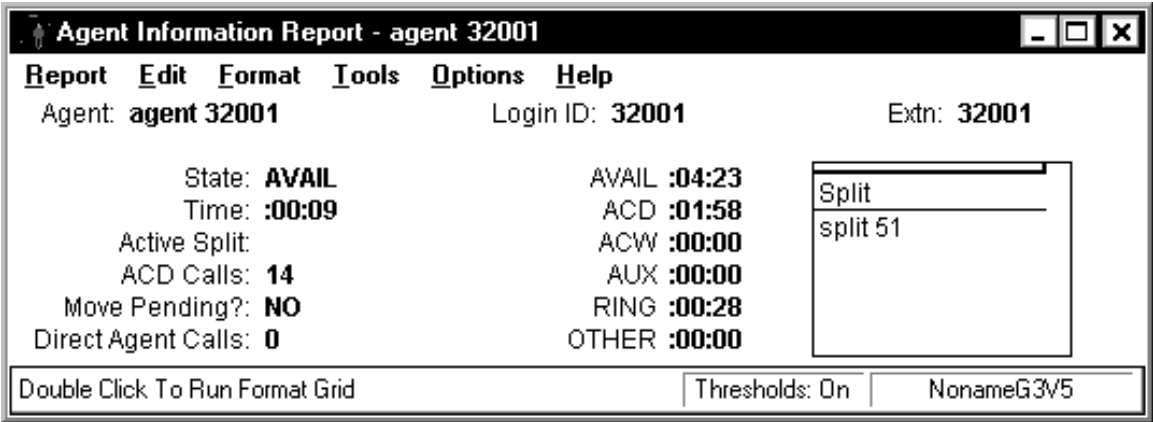 Agent Information Report - agent 32001
Report Edit Format Tools Options Help
Agent: agent 32001 Login ID: 32001 Extn: 32001
State: AVAIL AVAIL :04:23 Split
Time: :00:09 ACD :01:58 split 51
Active Split: ACW :00:00
ACD Calls: 14 AUX :00:00
Move Pending?: NO RING :00:28
Direct Agent Calls: 0 OTHER :00:00
Double Click To Run Format Grid Thresholds: On NonameG3V5